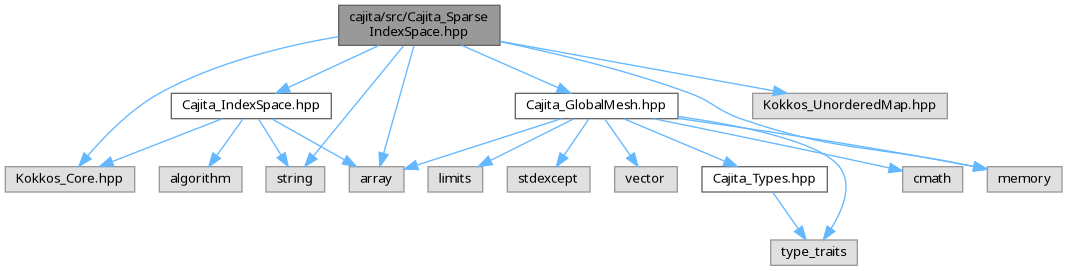 cajita/src/Cajita_Sparse
IndexSpace.hpp
Cajita_IndexSpace.hpp
Cajita_GlobalMesh.hpp
Kokkos_UnorderedMap.hpp
Kokkos_Core.hpp
algorithm
string
array
limits
stdexcept
vector
Cajita_Types.hpp
cmath
memory
type_traits